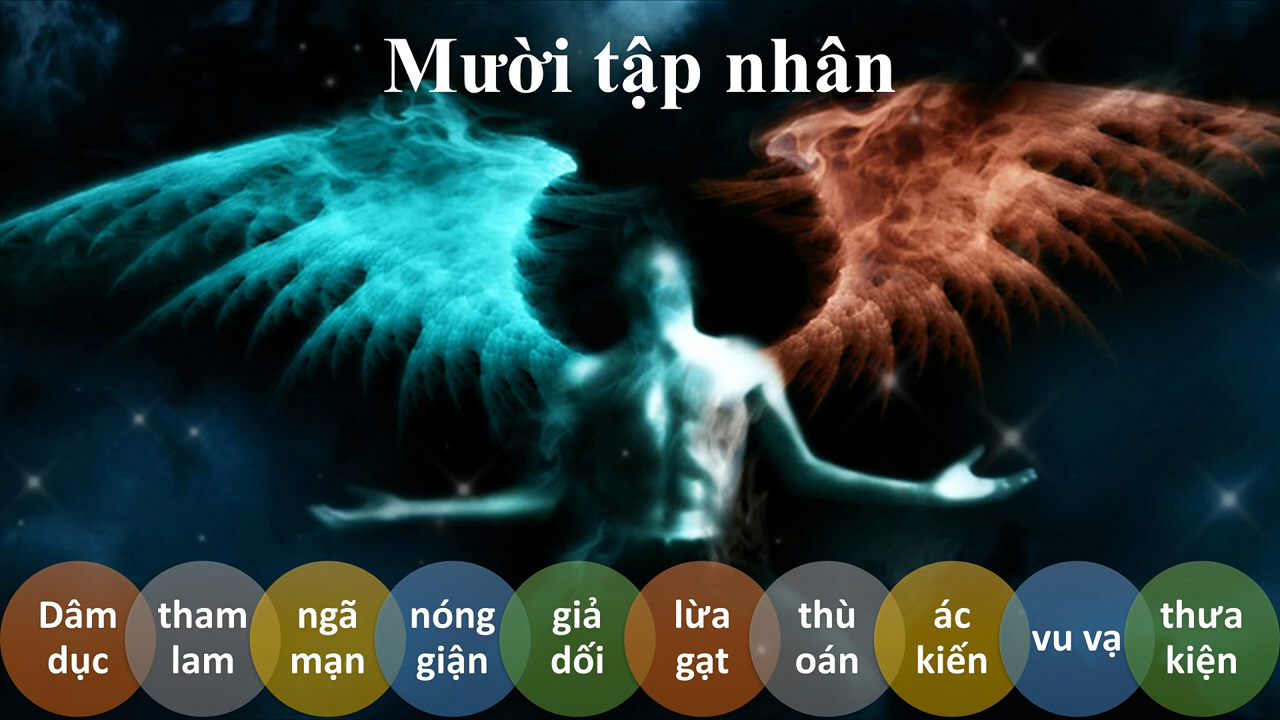 Mười tập nhân
Dâm
dục
tham
lam
ngã
mạn
nóng
giận
giả
dối
lừa
gạt
thù
oán
ác
kiến
vu vạ
thưa
kiện